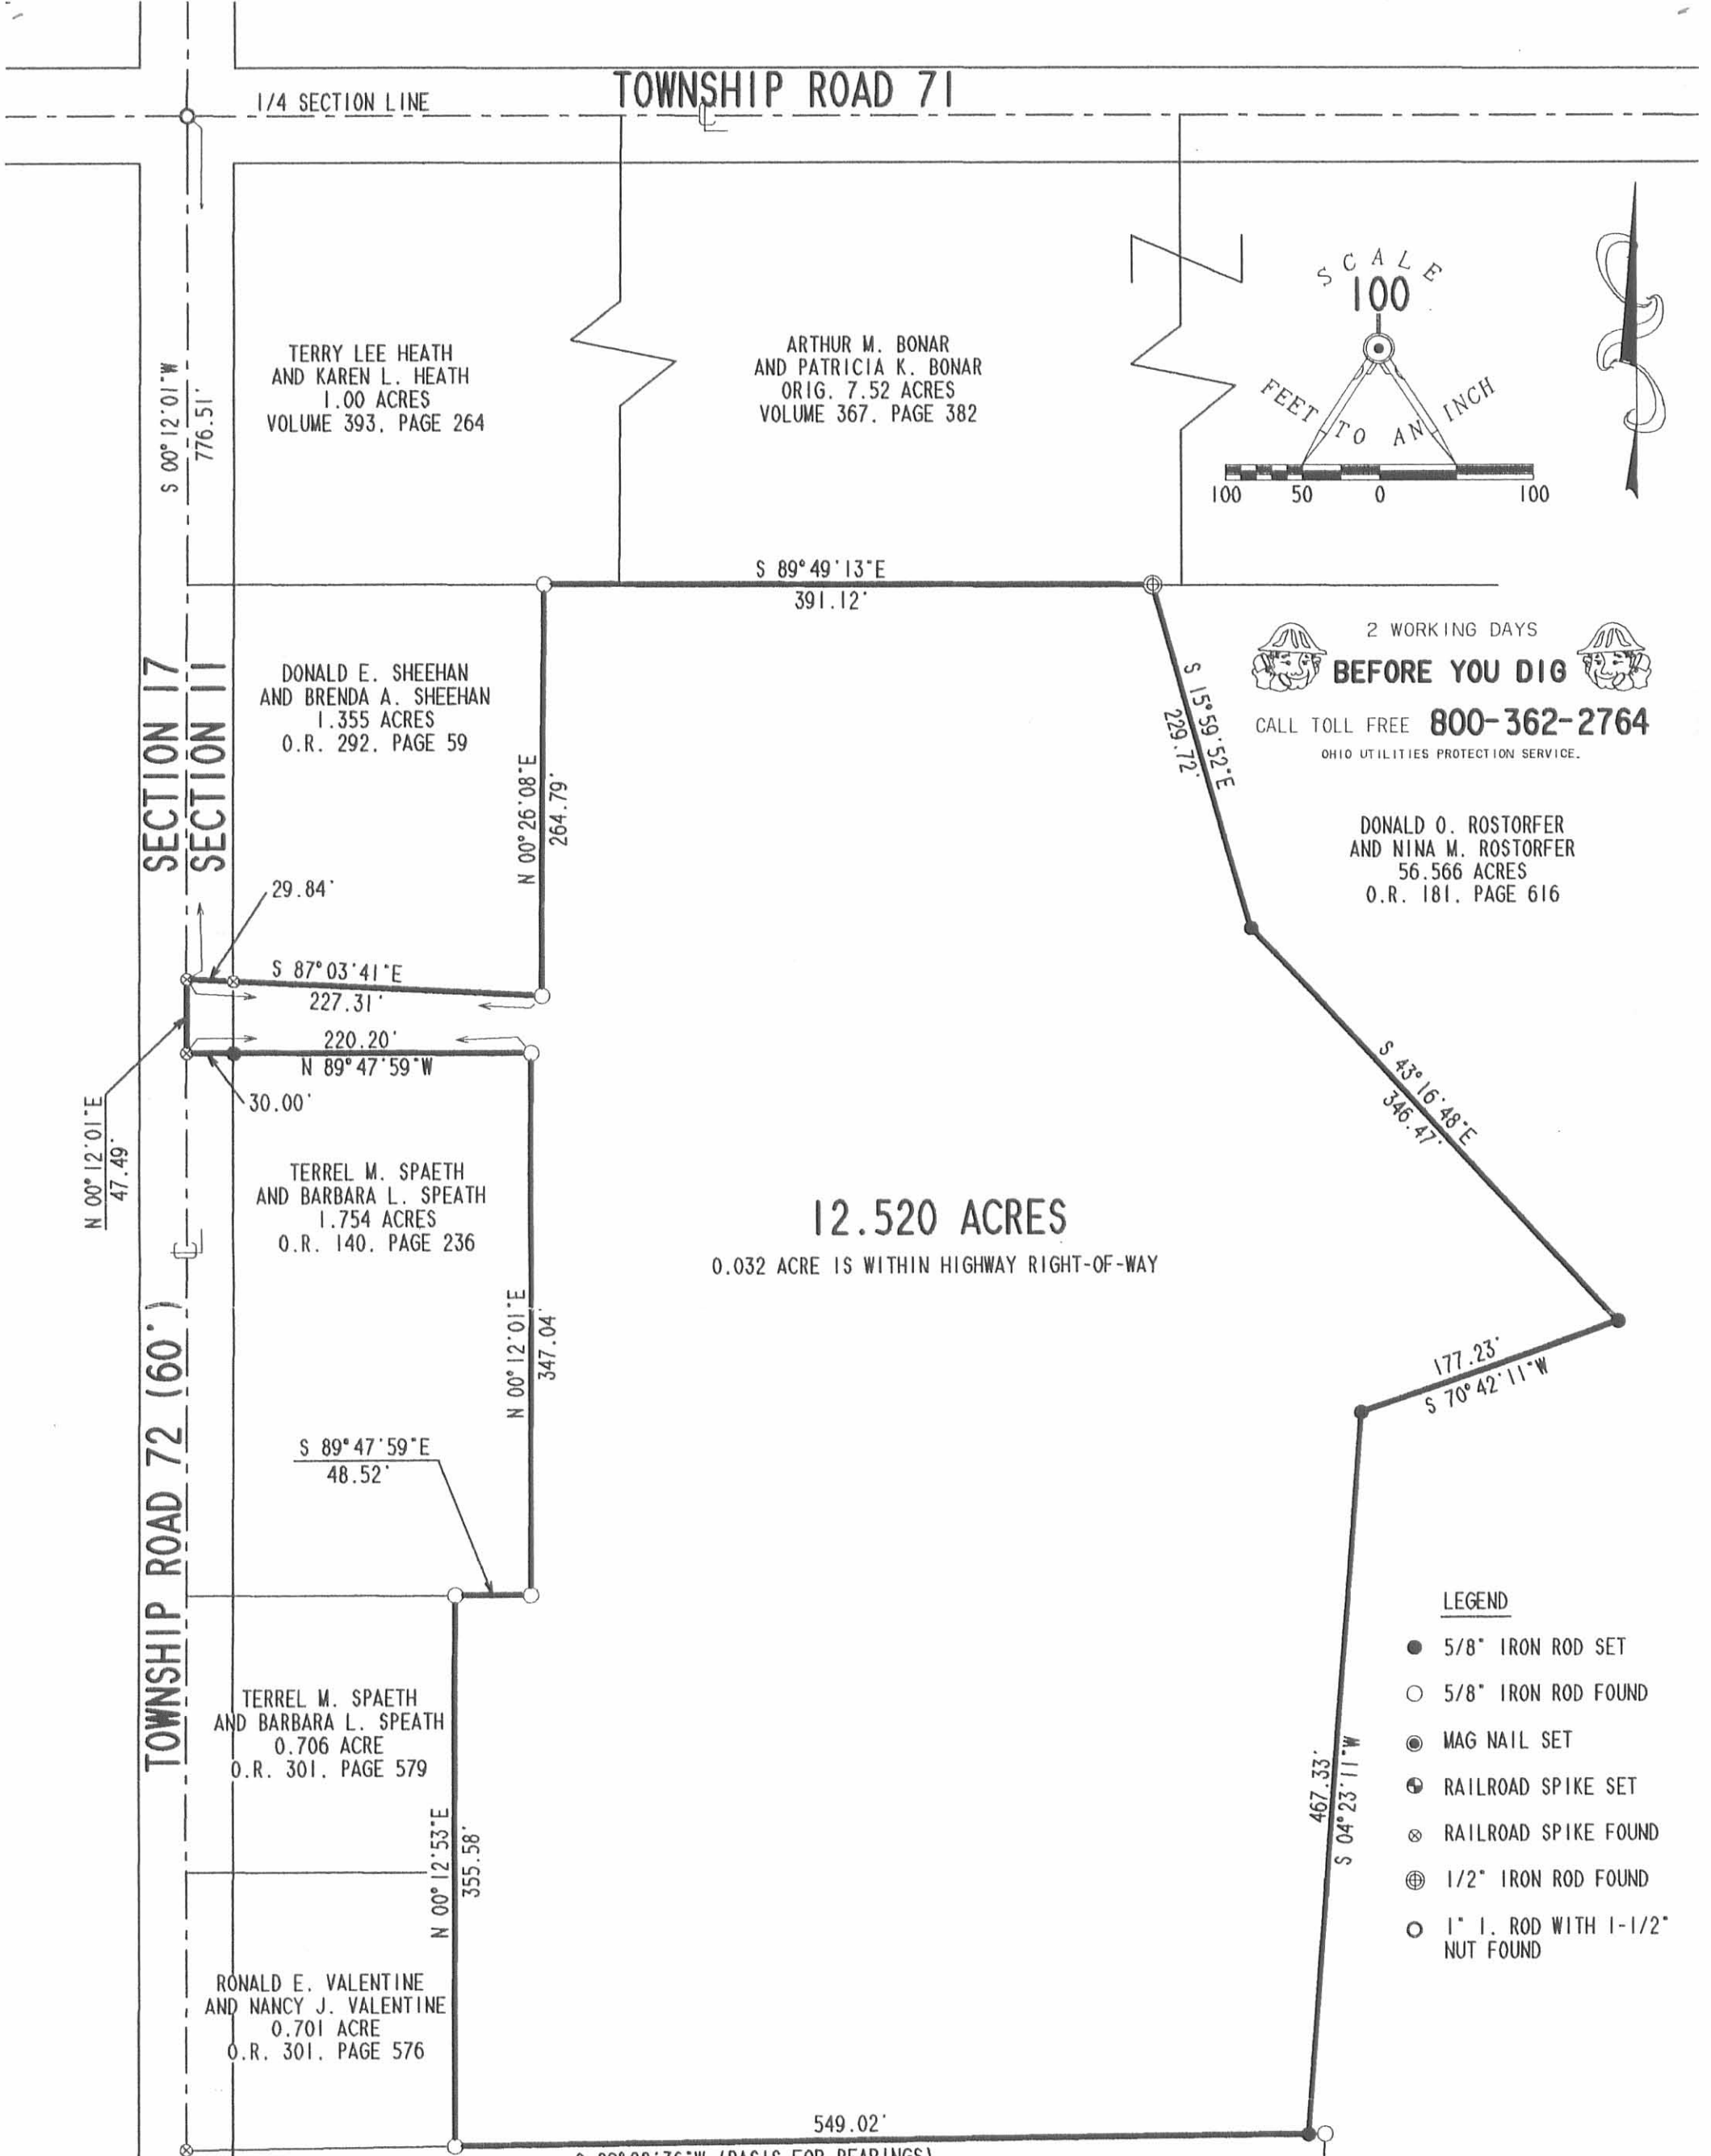 TOWNSHIP ROAD 71
1/4 SECTION LINE
S 00°12'01"W
776.51'
TERRY LEE HEATH
AND KAREN L. HEATH
1.00 ACRES
VOLUME 393, PAGE 264
ARTHUR M. BONAR
AND PATRICIA K. BONAR
ORIG. 7.52 ACRES
VOLUME 367, PAGE 382
SCALE
100
FEET TO AN INCH
100 50 0 100
S 89°49'13"E
391.12'
2 WORKING DAYS
BEFORE YOU DIG
CALL TOLL FREE 800-362-2764
OHIO UTILITIES PROTECTION SERVICE.
SECTION 17
SECTION 11
DONALD E. SHEEHAN
AND BRENDA A. SHEEHAN
1.355 ACRES
O.R. 292, PAGE 59
N 00°26'08"E
264.79'
S 15°59'52"E
229.72'
DONALD O. ROSTORFER
AND NINA M. ROSTORFER
56.566 ACRES
O.R. 181, PAGE 616
29.84'
S 87°03'41"E
227.31'
220.20'
N 89°47'59"W
30.00'
N 00°12'01"E
47.49'
S 43°16'48"E
346.47'
TERREL M. SPAETH
AND BARBARA L. SPEATH
1.754 ACRES
O.R. 140, PAGE 236
12.520 ACRES
0.032 ACRE IS WITHIN HIGHWAY RIGHT-OF-WAY
N 00°12'01"E
347.04'
177.23'
S 70°42'11"W
S 89°47'59"E
48.52'
TOWNSHIP ROAD 72 (60')
TERREL M. SPAETH
AND BARBARA L. SPEATH
0.706 ACRE
O.R. 301, PAGE 579
N 00°12'53"E
355.58'
467.33'
S 04°23'11"W
LEGEND
5/8" IRON ROD SET
5/8" IRON ROD FOUND
MAG NAIL SET
RAILROAD SPIKE SET
RAILROAD SPIKE FOUND
1/2" IRON ROD FOUND
1" I. ROD WITH 1-1/2"
NUT FOUND
RONALD E. VALENTINE
AND NANCY J. VALENTINE
0.701 ACRE
O.R. 301, PAGE 576
549.02'
(BASIS FOR BEARINGS)